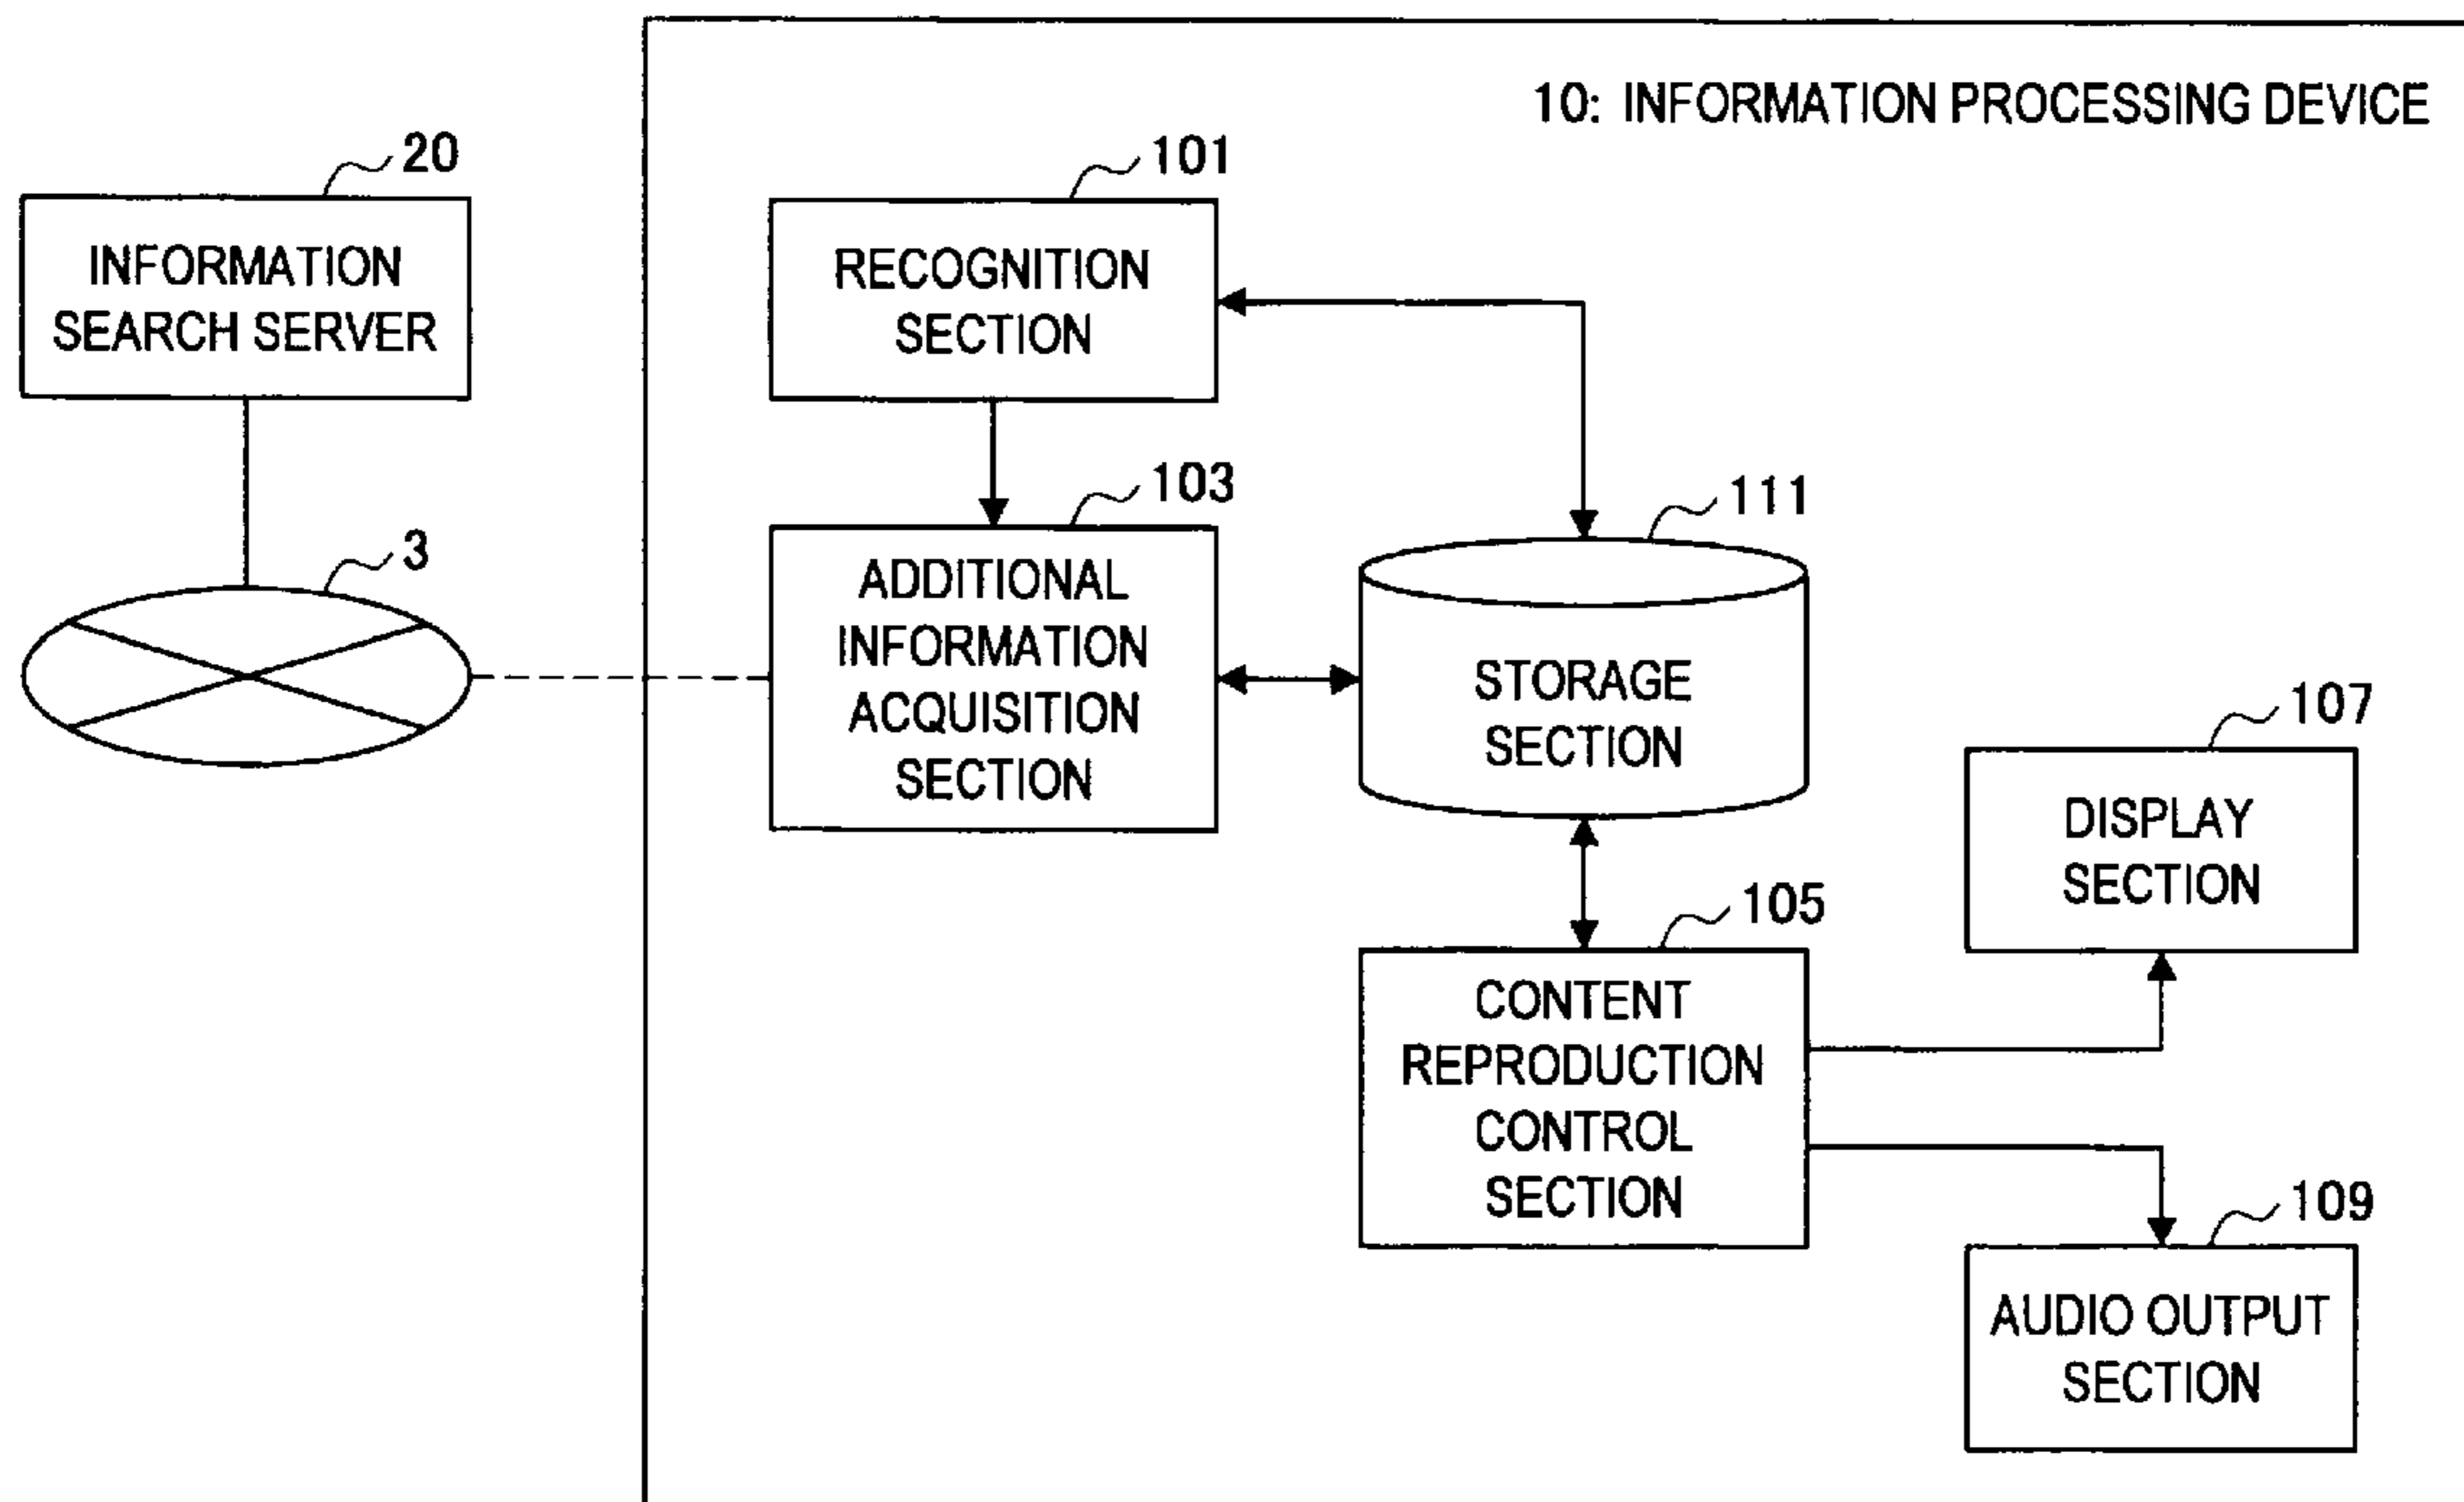 10: INFORMATION PROCESSING DEVICE
20
INFORMATION
SEARCH SERVER
3
101
RECOGNITION
SECTION
103
ADDITIONAL
INFORMATION
ACQUISITION
SECTION
111
STORAGE
SECTION
105
CONTENT
REPRODUCTION
CONTROL
SECTION
107
DISPLAY
SECTION
109
AUDIO OUTPUT
SECTION